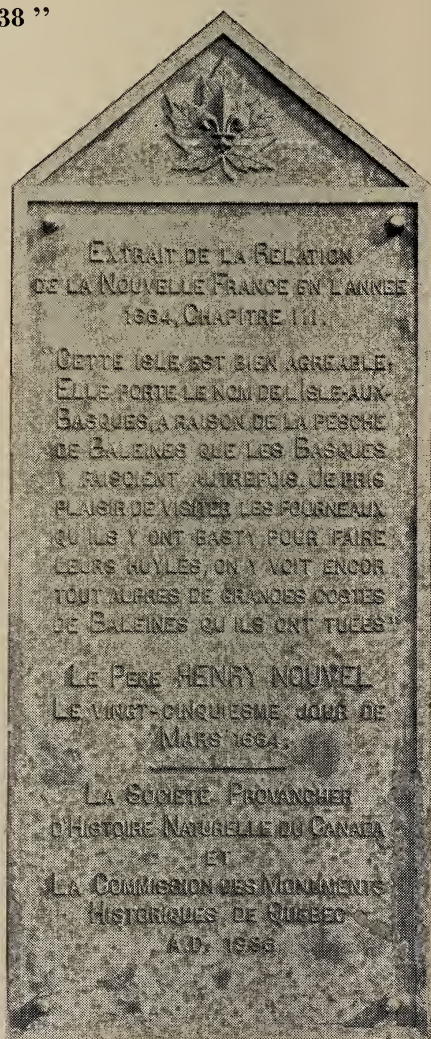 38 ”
EXTRAIT DE LA RELATION
DE LA NOUVELLE FRANCE EN L'ANNÉE
1664, CHAPITRE III.
"CETTE ISLE EST BIEN AGREABLE,
ELLE PORTE LE NOM DE L'ISLE-AUX-
BASQUES, A RAISON DE LA PESCHE
DE BALEINES QUE LES BASQUES
Y FAISOIENT AUTREFOIS. JE PRIS
PLAISIR DE VISITER LES FOURNEAUX
QU'ILS Y ONT BASTY POUR FAIRE
LEURS HUYLES, ON Y VOIT ENCOR
TOUT AUPRES DE GRANDES COSTES
DE BALEINES QU'ILS ONT TUÉES"
LE PERE HENRY NOUVEL
LE VINGT-CINQUIESME JOUR DE
MARS 1664.
LA SOCIÉTÉ PROVANCHER
D'HISTOIRE NATURELLE DU CANADA
ET
LA COMMISSION DES MONUMENTS
HISTORIQUES DE QUEBEC
A.D.